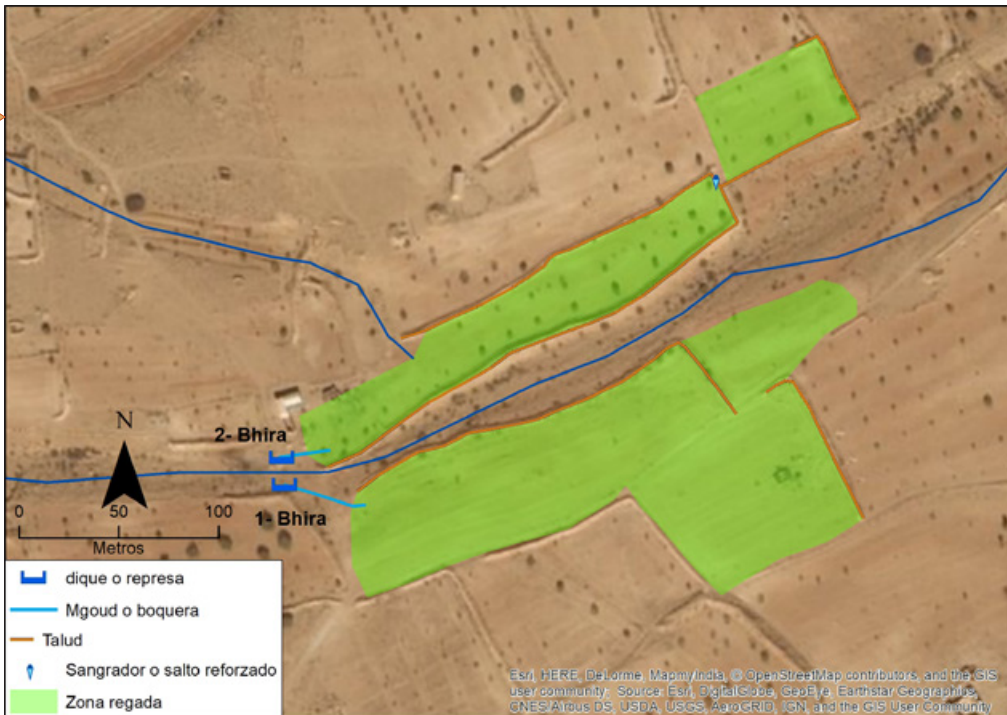 2- Bhira
N
1- Bhira
0 50 100
Metros
dique o represa
Mgoud o boquera
Talud
Sangrador o salto reforzado
Zona regada
Esri, HERE, DeLorme, MapmyIndia, © OpenStreetMap contributors, and the GIS
user community; Source: Esri, DigitalGlobe, GeoEye, Earthstar Geographics,
CNES/Airbus DS, USDA, USGS, AeroGRID, IGN, and the GIS User Community